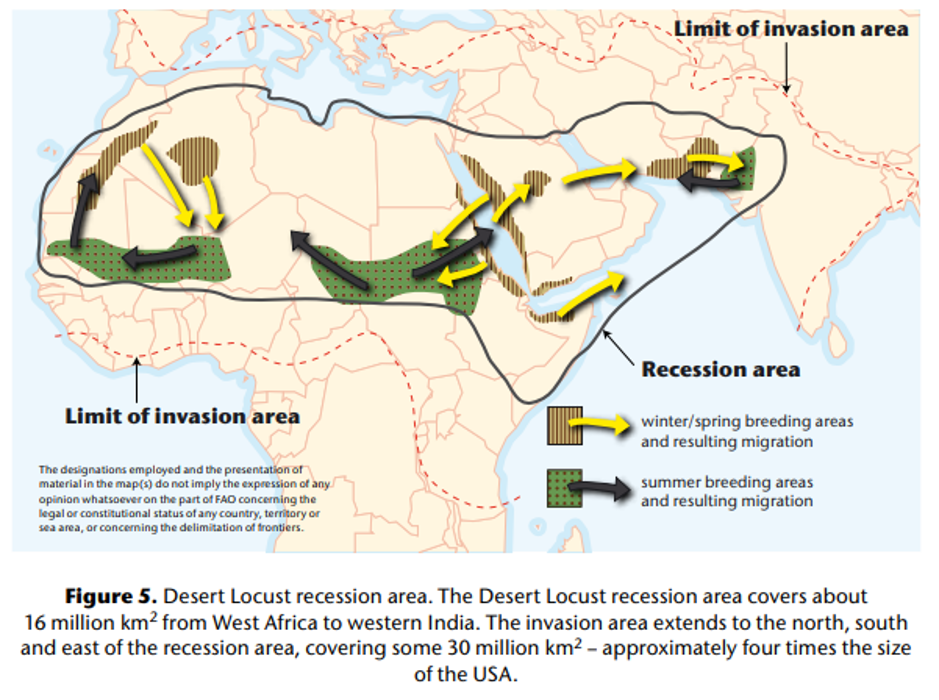 Limit of invasion area
Recession area
Limit of invasion area
winter/spring breeding areas
and resulting migration
The designations employed and the presentation of
material in the map(s) do not imply the expression of any
opinion whatsoever on the part of FAO concerning the
legal or constitutional status of any country, territory or
sea area, or concerning the delimitation of frontiers.
summer breeding areas
and resulting migration
Figure 5. Desert Locust recession area. The Desert Locust recession area covers about
16 million km² from West Africa to western India. The invasion area extends to the north, south
and east of the recession area, covering some 30 million km² – approximately four times the size
of the USA.